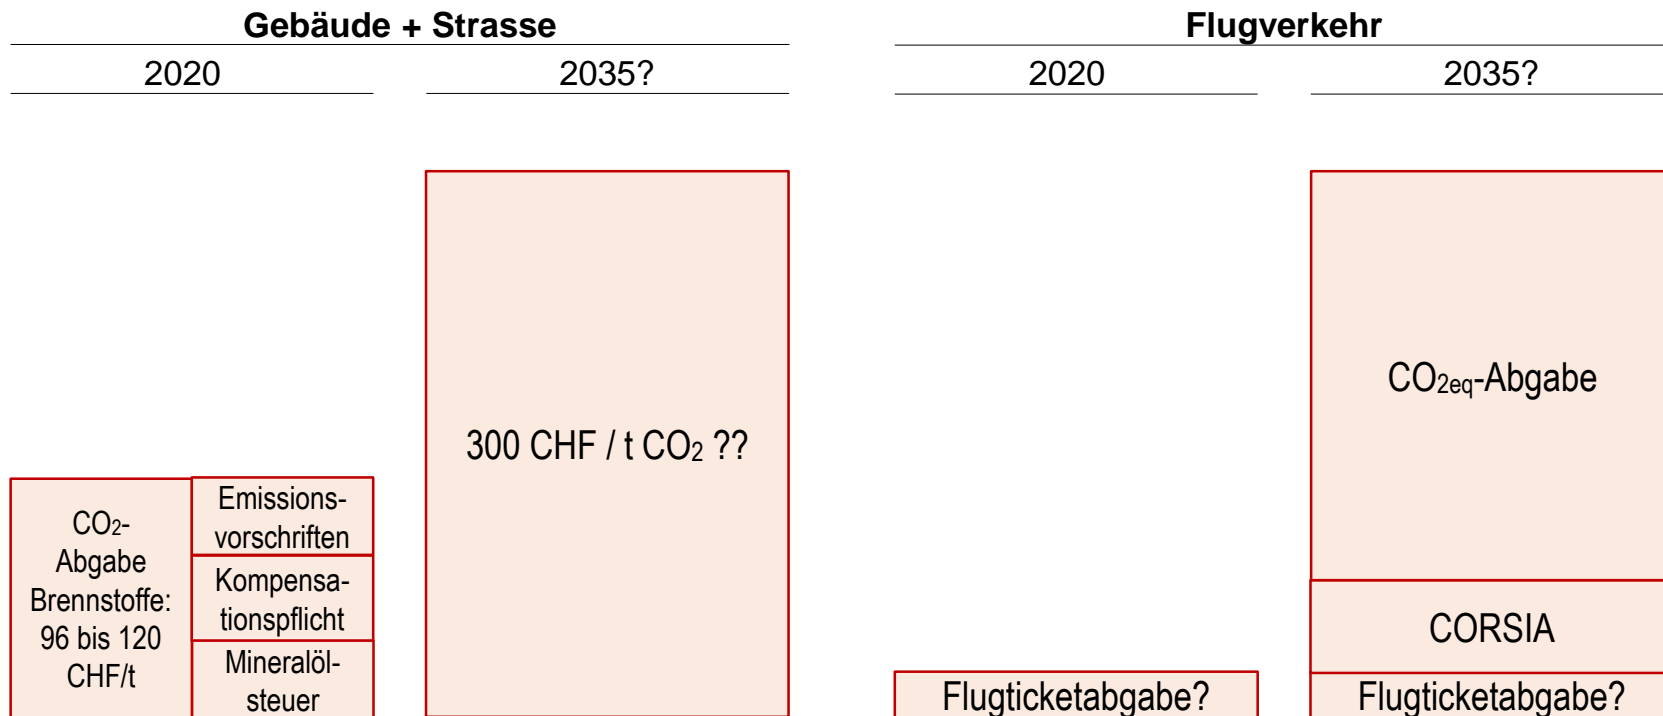 Gebäude + Strasse
2020
2035?
CO₂-
Abgabe
Brennstoffe:
96 bis 120
CHF/t
Emissions-
vorschriften
Kompensa-
tionspflicht
Mineralöl-
steuer
300 CHF / t CO₂ ??
Flugverkehr
2020
2035?
Flugticketabgabe?
CO2eq-Abgabe
CORSIA
Flugticketabgabe?